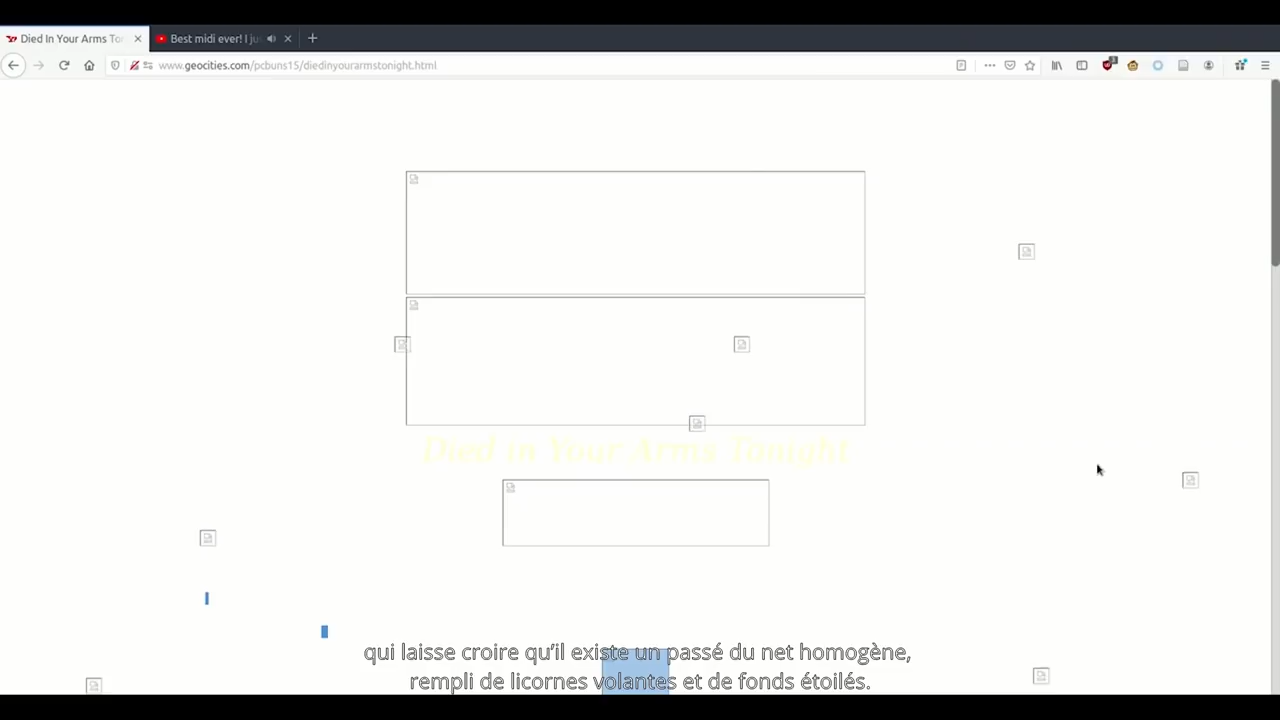 Died In Your Arms To
Best midi ever! I ju
www.geocities.com/pcbuns15/diedinyourarmstonight.html
Died in Your Arms Tonight
qui laisse croire qu’il existe un passé du net homogène,
rempli de licornes volantes et de fonds étoilés.